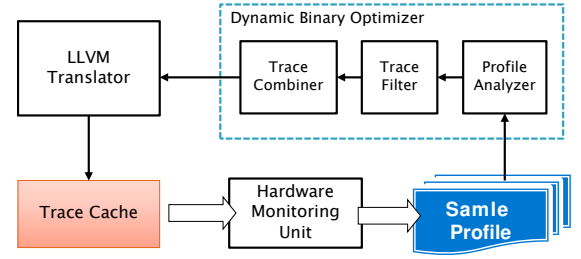 Dynamic Binary Optimizer
LLVM
Translator
Trace
Combiner
Trace
Filter
Profile
Analyzer
Trace Cache
Hardware
Monitoring
Unit
Samle
Profile